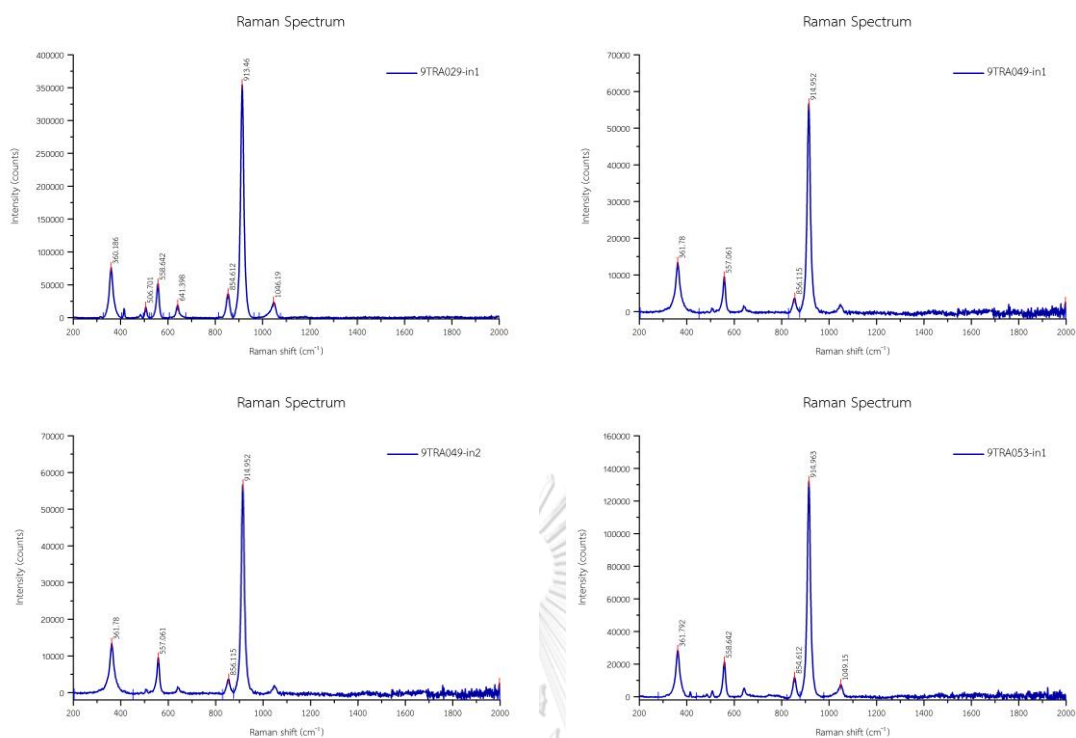 Raman Spectrum
9TRA029-in1
Intensity (counts)
400000
350000
300000
250000
200000
150000
100000
50000
0
360.186
506.701
558.642
641.398
854.612
913.46
1046.19
200 400 600 800 1000 1200 1400 1600 1800 2000
Raman shift (cm⁻¹)
Raman Spectrum
9TRA049-in1
Intensity (counts)
70000
60000
50000
40000
30000
20000
10000
0
361.78
557.061
856.115
914.952
200 400 600 800 1000 1200 1400 1600 1800 2000
Raman shift (cm⁻¹)
Raman Spectrum
9TRA049-in2
Intensity (counts)
70000
60000
50000
40000
30000
20000
10000
0
361.78
557.061
856.115
914.952
200 400 600 800 1000 1200 1400 1600 1800 2000
Raman shift (cm⁻¹)
Raman Spectrum
9TRA053-in1
Intensity (counts)
160000
140000
120000
100000
80000
60000
40000
20000
0
361.792
558.642
854.612
914.963
1049.15
200 400 600 800 1000 1200 1400 1600 1800 2000
Raman shift (cm⁻¹)